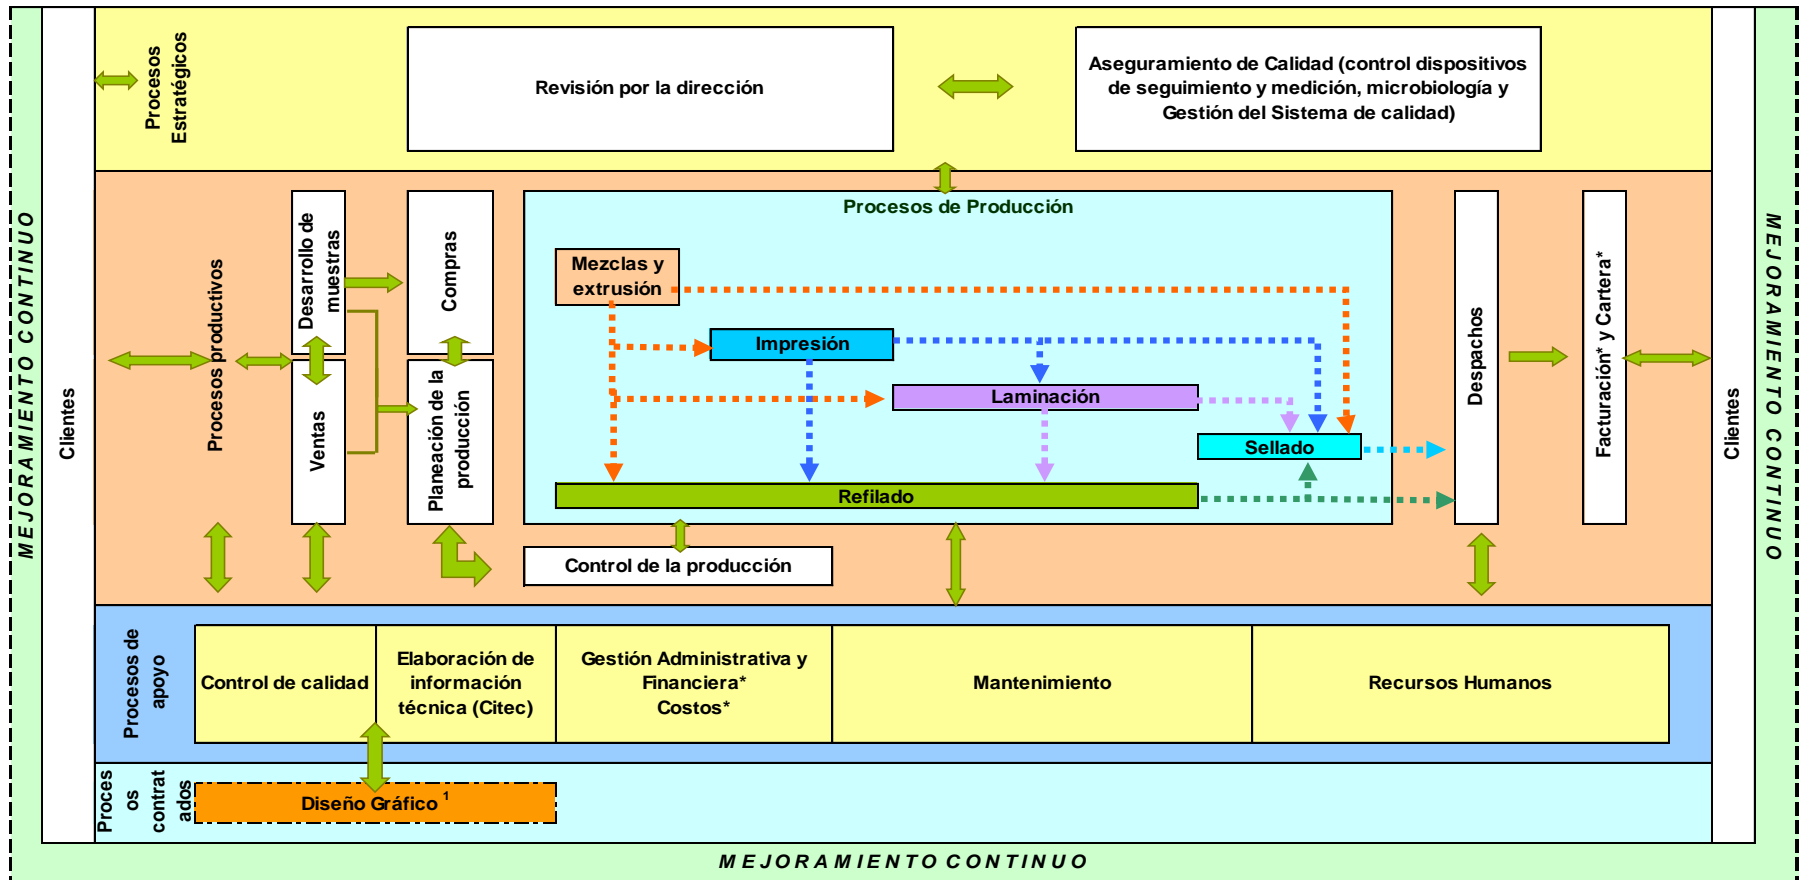 MEJORAMIENTO CONTINUO
Clientes
Procesos
Estratégicos
Revisión por la dirección
Aseguramiento de Calidad (control dispositivos
de seguimiento y medición, microbiología y
Gestión del Sistema de calidad)
Procesos productivos
Desarrollo de
muestras
Ventas
Compras
Planeación de la
producción
Procesos de Producción
Mezclas y
extrusión
Impresión
Laminación
Sellado
Refilado
Control de la producción
Despachos
Facturación* y Cartera*
Clientes
MEJORAMIENTO CONTINUO
Procesos de
apoyo
Control de calidad
Elaboración de
información
técnica (Citec)
Gestión Administrativa y
Financiera*
Costos*
Mantenimiento
Recursos Humanos
Proces
os
contrat
ados
Diseño Gráfico 1
MEJORAMIENTO CONTINUO